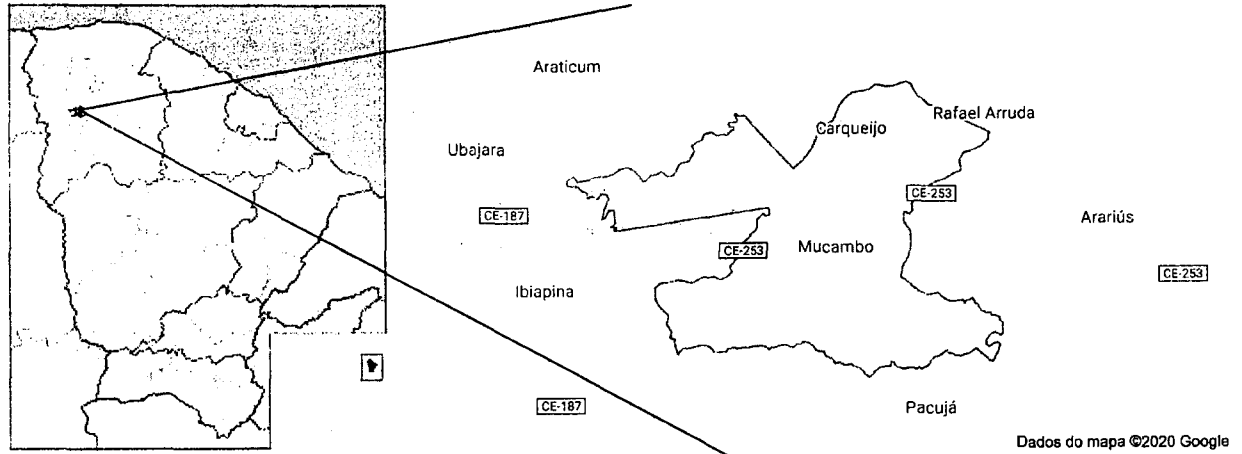 Araticum
Rafael Arruda
Carqueijo
Ubajara
CE-253
CE-187
Arariús
CE-253
Mucambo
CE-253
Ibiapina
CE-187
Pacujá
Dados do mapa ©2020 Google